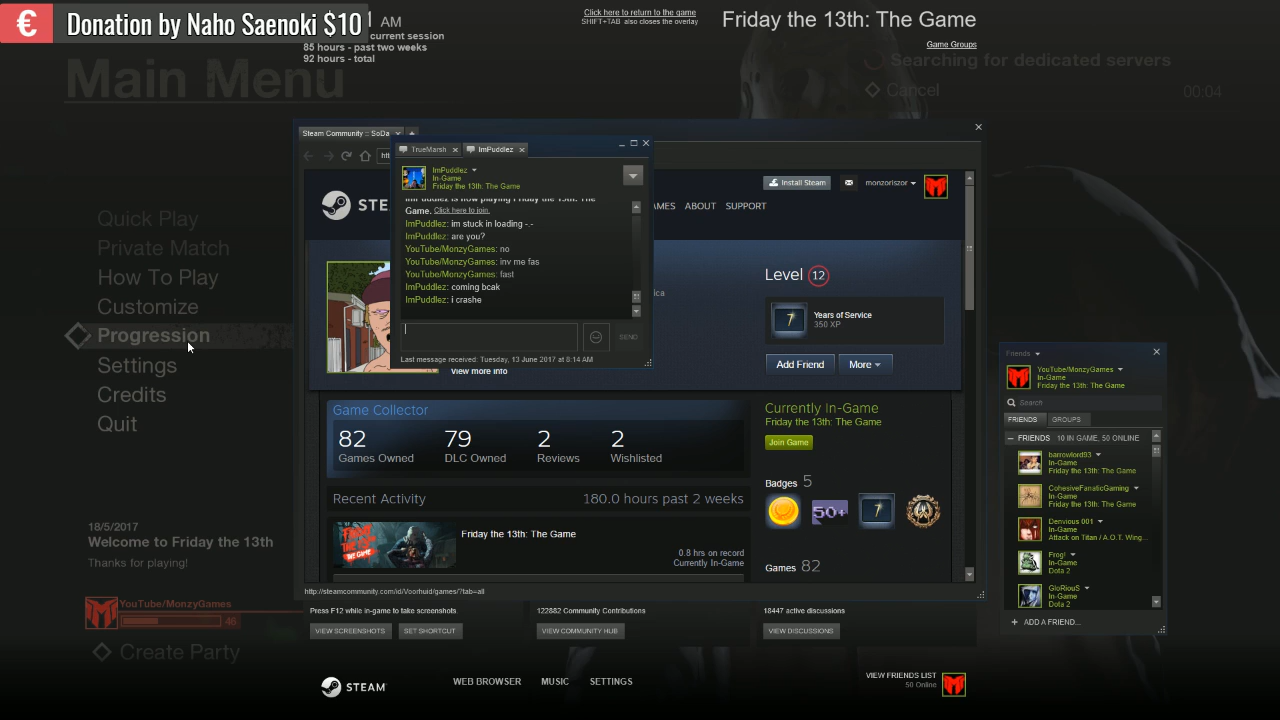 € Donation by Naho Saenoki $10
AM
current session
85 hours - past two weeks
92 hours - total
Click here to return to the game
SHIFT+TAB also closes the overlay
Friday the 13th: The Game
Game Groups
Main Menu
Searching for dedicated servers
Cancel
00:04
Quick Play
Private Match
How To Play
Customize
Progression
Settings
Credits
Quit
18/5/2017
Welcome to Friday the 13th
Thanks for playing!
YouTube/MonzyGames
46
Create Party
Steam Community :: SoDa
Install Steam
monzoriszor
ABOUT SUPPORT
TrueMarsh
ImPuddlez
ImPuddlez
In-Game
Friday the 13th: The Game
ImPuddlez is now playing Friday the 13th: The
Game. Click here to join.
ImPuddlez: im stuck in loading -.-
ImPuddlez: are you?
YouTube/MonzyGames: no
YouTube/MonzyGames: inv me fas
YouTube/MonzyGames: fast
ImPuddlez: coming bcak
ImPuddlez: i crashe
SEND
Last message received: Tuesday, 13 June 2017 at 8:14 AM
View more info
Level 12
Years of Service
350 XP
Add Friend
More
Game Collector
82
Games Owned
79
DLC Owned
2
Reviews
2
Wishlisted
Currently In-Game
Friday the 13th: The Game
Join Game
Badges 5
50+
Recent Activity
180.0 hours past 2 weeks
Friday the 13th: The Game
0.8 hrs on record
Currently In-Game
Games 82
http://steamcommunity.com/id/Voorhuid/games/?tab=all
Press F12 while in-game to take screenshots
VIEW SCREENSHOTS
SET SHORTCUT
122882 Community Contributions
VIEW COMMUNITY HUB
18447 active discussions
VIEW DISCUSSIONS
Friends
YouTube/MonzyGames
In-Game
Friday the 13th: The Game
Search
FRIENDS
GROUPS
FRIENDS 10 IN GAME, 50 ONLINE
barrowlord93
In-Game
Friday the 13th: The Game
CohesiveFanaticGaming
In-Game
Friday the 13th: The Game
Denvious 001
In-Game
Attack on Titan / A.O.T. Wing...
Frog!
In-Game
Dota 2
GloRiouS
In-Game
Dota 2
ADD A FRIEND...
STEAM
WEB BROWSER
MUSIC
SETTINGS
VIEW FRIENDS LIST
50 Online